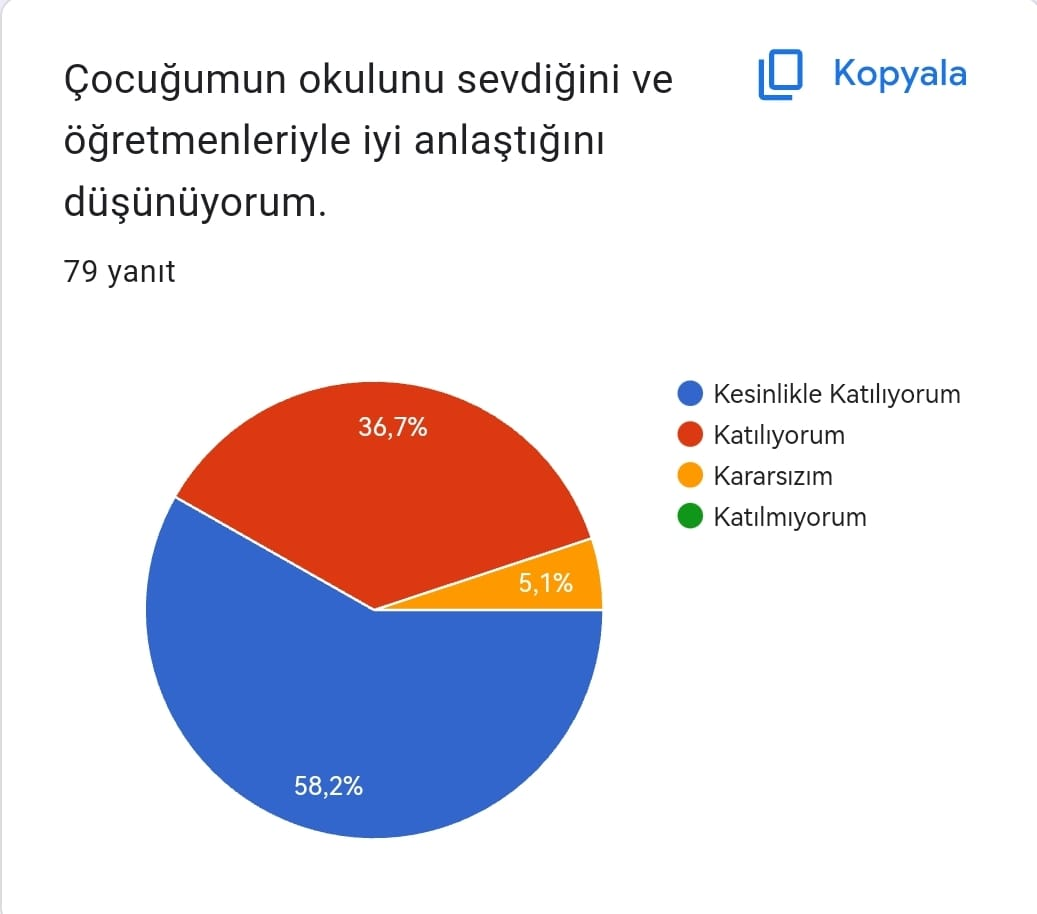 Çocuğumun okulunu sevdiğini ve
öğretmenleriyle iyi anlaştığını
düşünüyorum.
Kopyala
79 yanıt
36,7%
5,1%
58,2%
Kesinlikle Katılıyorum
Katılıyorum
Kararsızım
Katılmıyorum